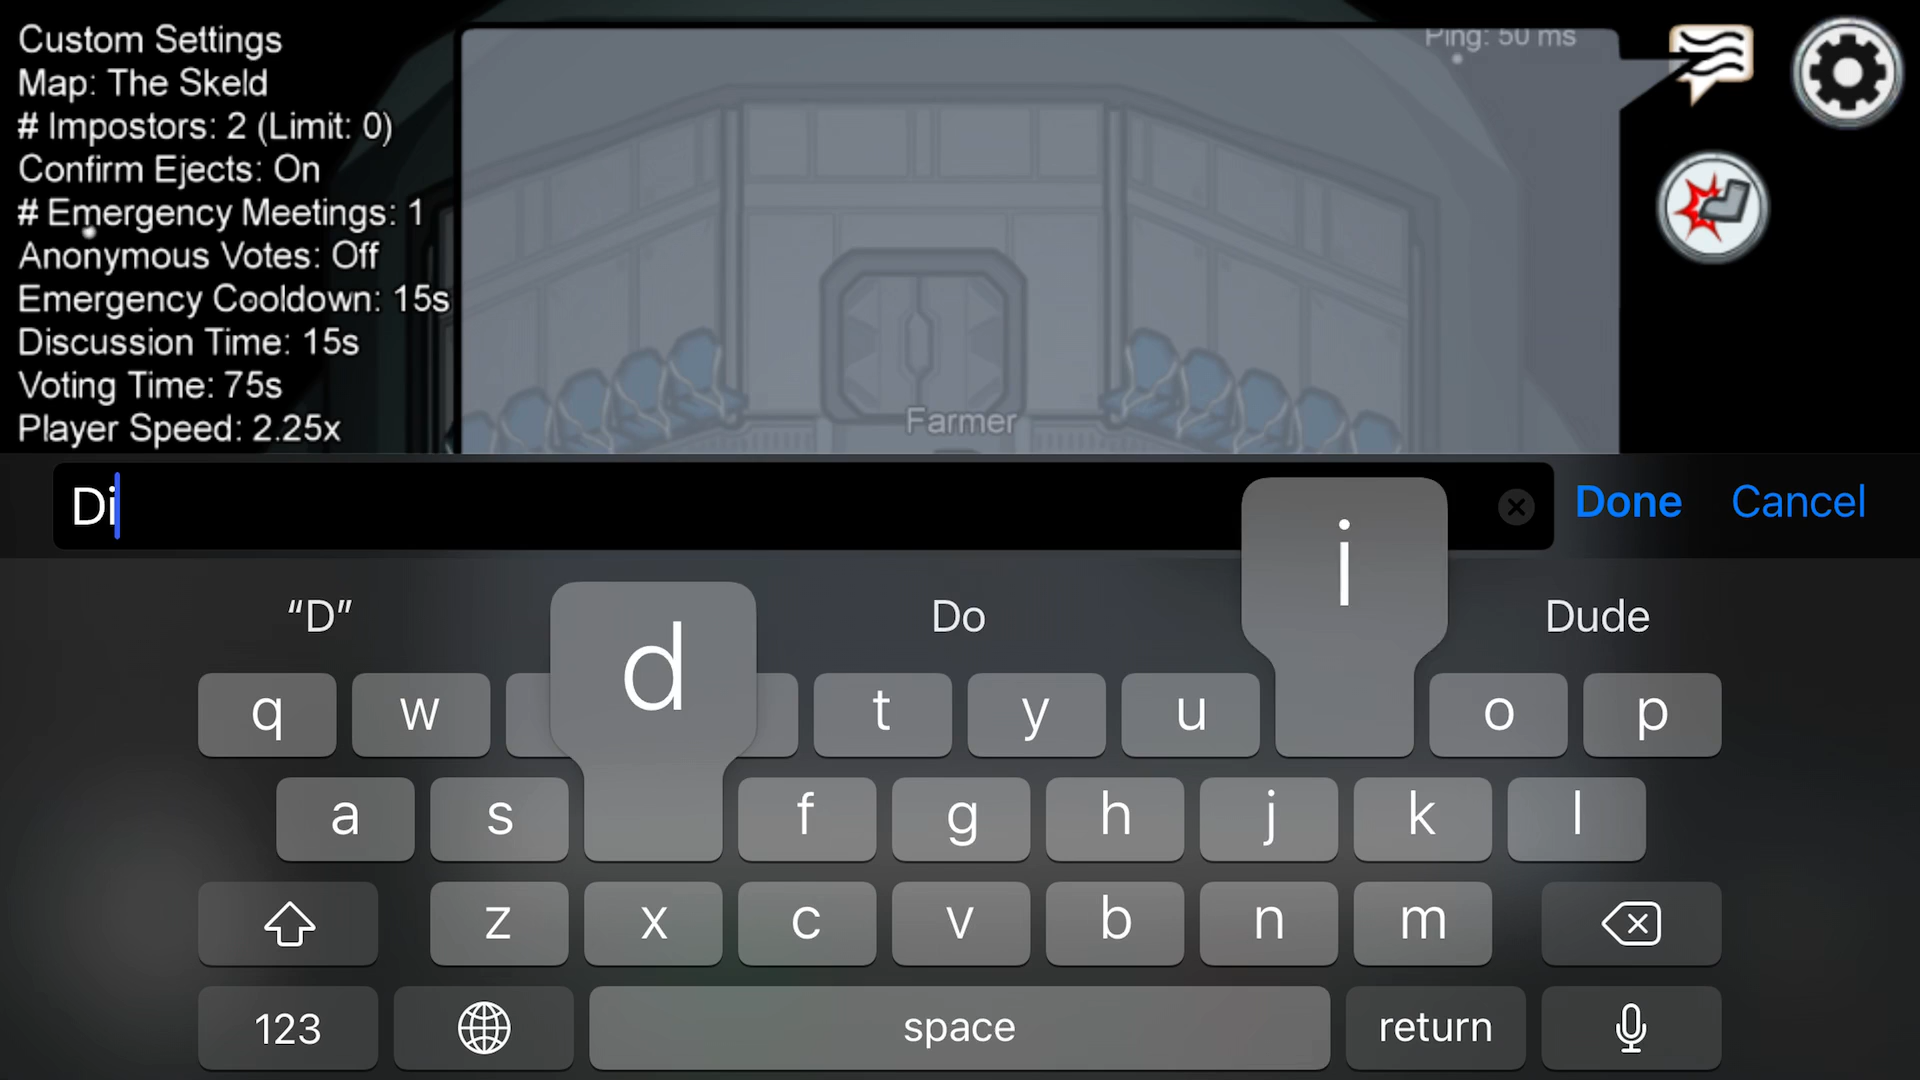 Custom Settings
Map: The Skeld
# Impostors: 2 (Limit: 0)
Confirm Ejects: On
# Emergency Meetings: 1
Anonymous Votes: Off
Emergency Cooldown: 15s
Discussion Time: 15s
Voting Time: 75s
Player Speed: 2.25x
Ping: 50 ms
Farmer
Di
Done
Cancel
“D”
Do
Dude
d
i
q w t y u o p
a s f g h j k l
z x c v b n m
123
space
return